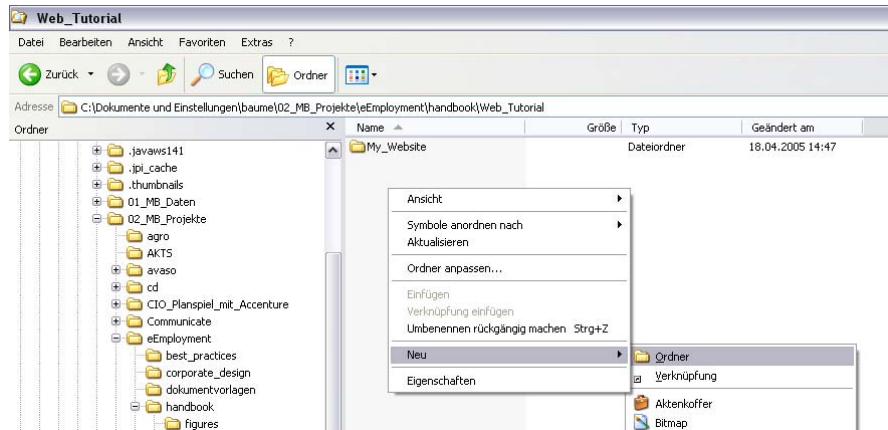 Web_Tutorial
Datei Bearbeiten Ansicht Favoriten Extras ?
Zurück Suchen Ordner
Adresse C:\Dokumente und Einstellungen\baume\02_MB_Projekte\eEmployment\handbook\Web_Tutorial
Ordner
.javaws141
.jpi_cache
.thumbnails
01_MB_Daten
02_MB_Projekte
agro
AKTS
avaso
cd
CIO_Planspiel_mit_Accenture
Communicate
eEmployment
best_practices
corporate_design
dokumentvorlagen
handbook
figures
Name Größe Typ Geändert am
My_Website Dateiordner 18.04.2005 14:47
Ansicht
Symbole anordnen nach
Aktualisieren
Ordner anpassen...
Einfügen
Verknüpfung einfügen
Umbenennen rückgängig machen Strg+Z
Neu
Eigenschaften
Ordner
Verknüpfung
Aktenkoffer
Bitmap